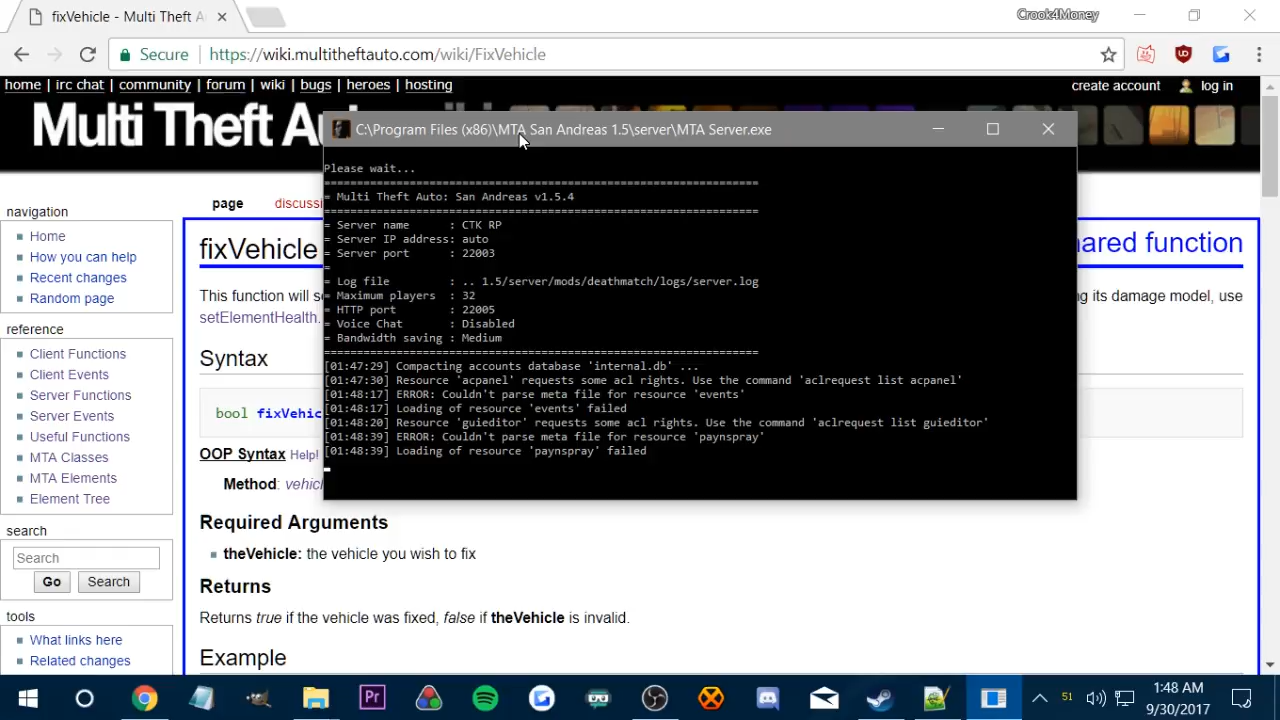 fixVehicle - Multi Theft A
Crook4Money
Secure
https://wiki.multitheftauto.com/wiki/FixVehicle
home irc chat community forum wiki bugs heroes hosting
create account log in
Multi Theft A
C:\Program Files (x86)\MTA San Andreas 1.5\server\MTA Server.exe
Please wait...
==================================================================
= Multi Theft Auto: San Andreas v1.5.4
==================================================================
= Server name : CTK RP
= Server IP address: auto
= Server port : 22003
=
= Log file : .. 1.5/server/mods/deathmatch/logs/server.log
= Maximum players : 32
= HTTP port : 22005
= Voice Chat : Disabled
= Bandwidth saving : Medium
==================================================================
[01:47:29] Compacting accounts database 'internal.db' ...
[01:47:30] Resource 'acpanel' requests some acl rights. Use the command 'aclrequest list acpanel'
[01:48:17] ERROR: Couldn't parse meta file for resource 'events'
[01:48:17] Loading of resource 'events' failed
[01:48:20] Resource 'guieditor' requests some acl rights. Use the command 'aclrequest list guieditor'
[01:48:39] ERROR: Couldn't parse meta file for resource 'paynspray'
[01:48:39] Loading of resource 'paynspray' failed
navigation
Home
How you can help
Recent changes
Random page
reference
Client Functions
Client Events
Server Functions
Server Events
Useful Functions
MTA Classes
MTA Elements
Element Tree
search
Search
Go Search
tools
What links here
Related changes
page discussi
fixVehicle
hared function
This function will s
ng its damage model, use
setElementHealth.
Syntax
bool fixVehic
OOP Syntax Help!
Method: vehicl
Required Arguments
theVehicle: the vehicle you wish to fix
Returns
Returns true if the vehicle was fixed, false if theVehicle is invalid.
Example
Pr
51
1:48 AM
9/30/2017